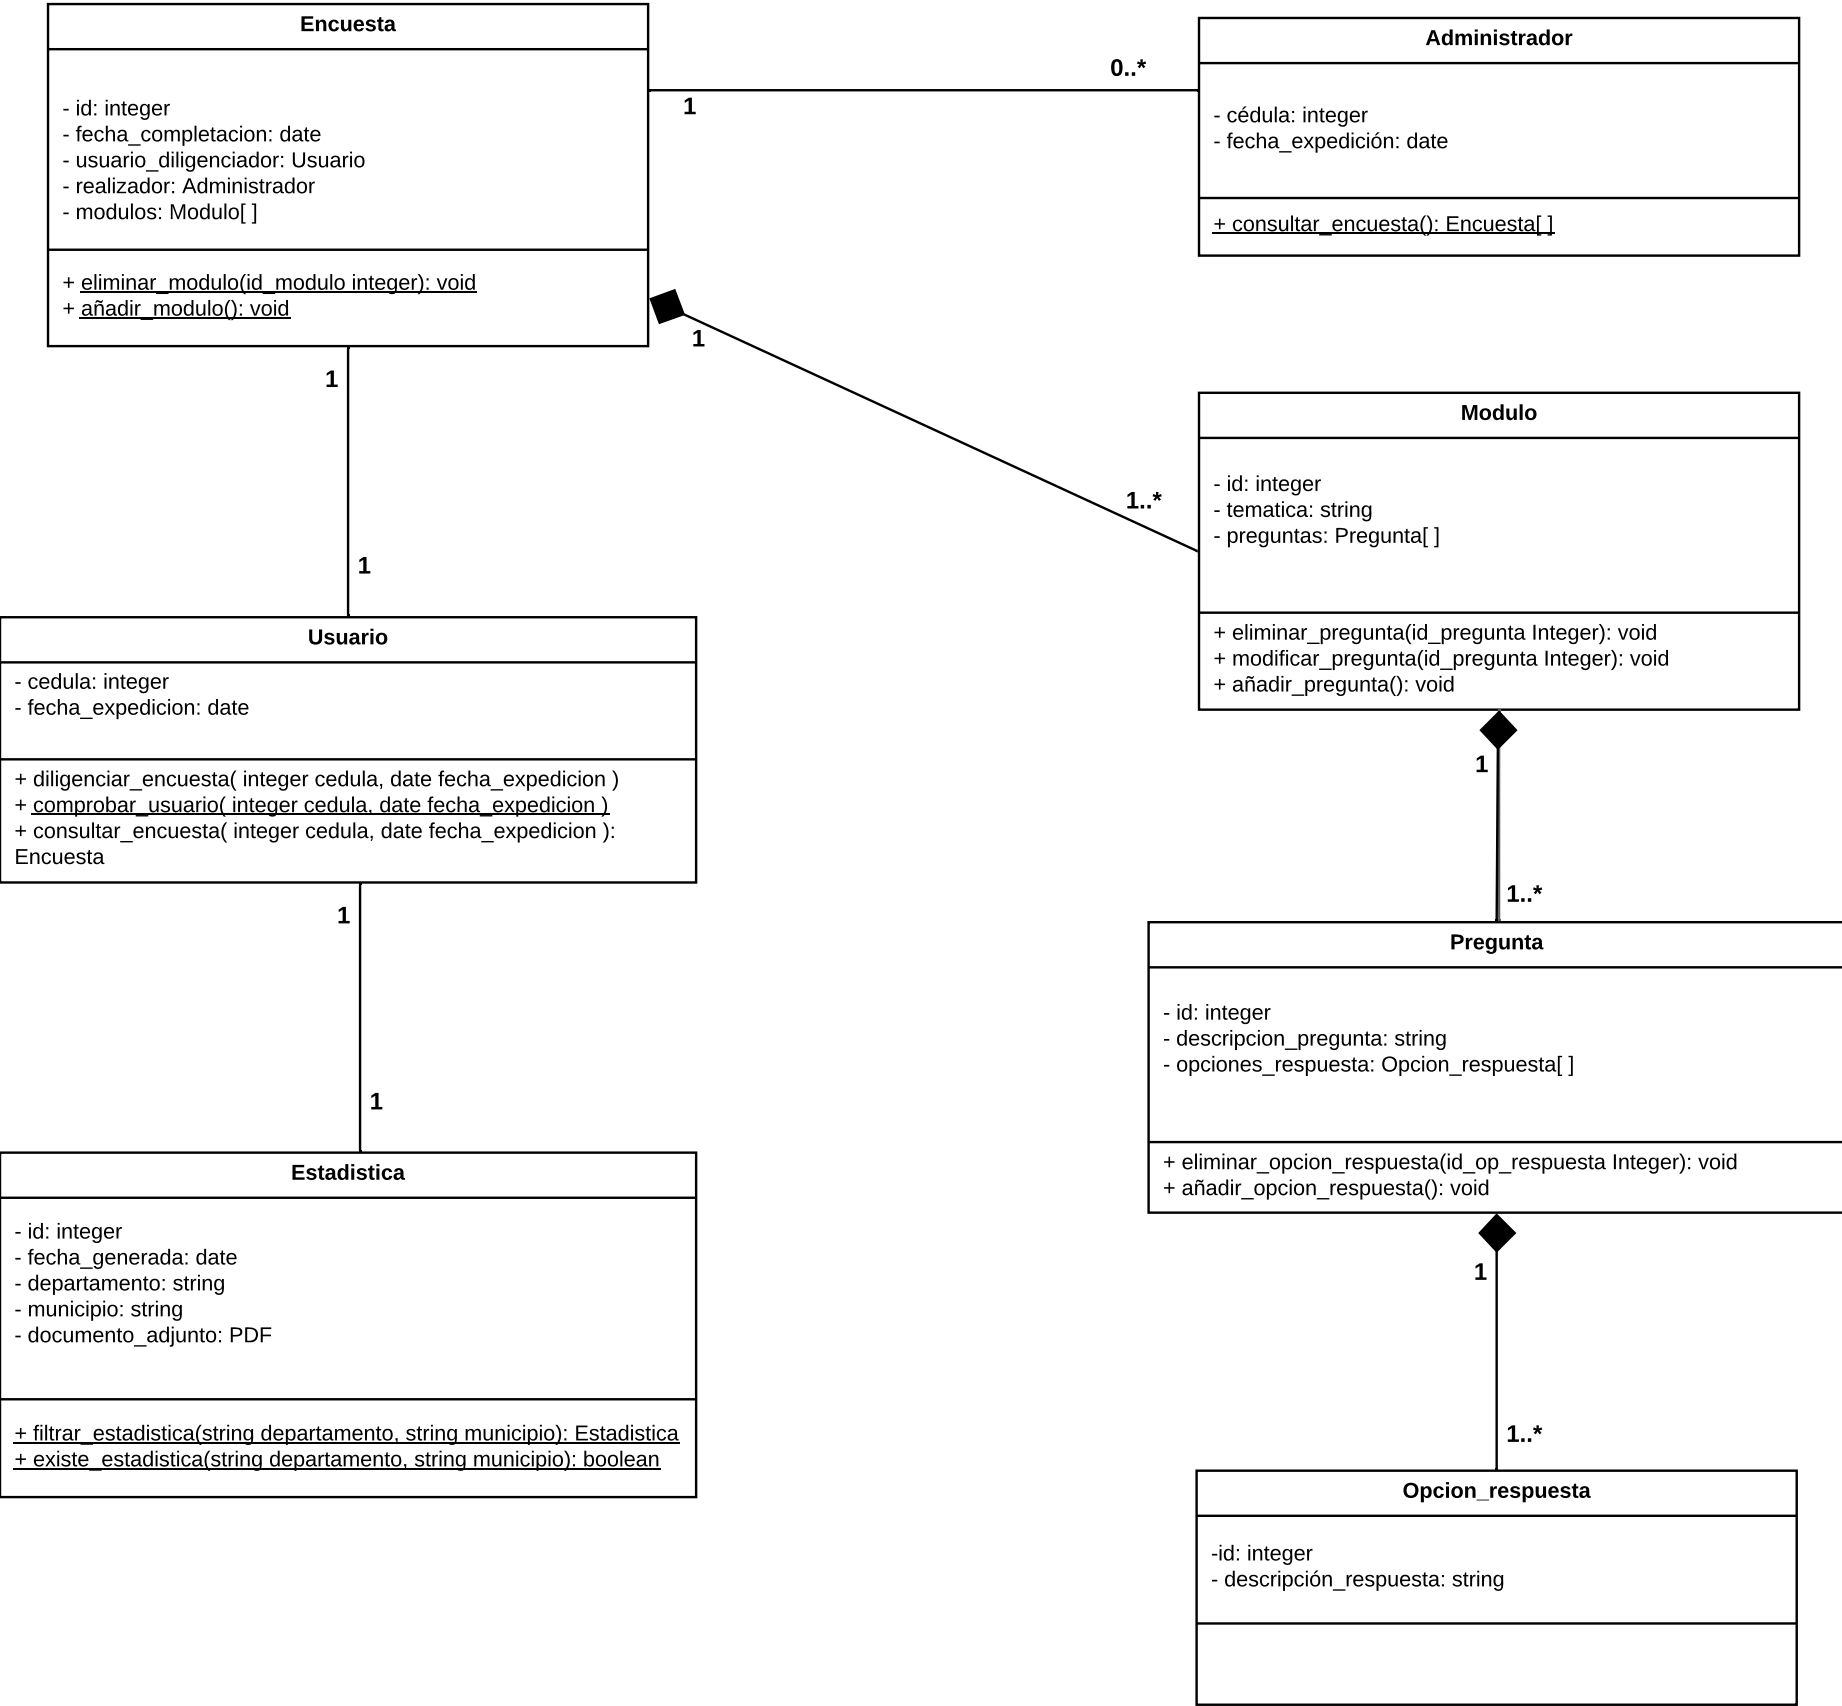 Encuesta
- id: integer
- fecha_completacion: date
- usuario_diligenciador: Usuario
- realizador: Administrador
- modulos: Modulo[ ]
+ eliminar_modulo(id_modulo integer): void
+ añadir_modulo(): void
1
0..*
Administrador
- cédula: integer
- fecha_expedición: date
+ consultar_encuesta(): Encuesta[ ]
1
1..*
Modulo
- id: integer
- tematica: string
- preguntas: Pregunta[ ]
+ eliminar_pregunta(id_pregunta Integer): void
+ modificar_pregunta(id_pregunta Integer): void
+ añadir_pregunta(): void
1
1
Usuario
- cedula: integer
- fecha_expedicion: date
+ diligenciar_encuesta( integer cedula, date fecha_expedicion )
+ comprobar_usuario( integer cedula, date fecha_expedicion )
+ consultar_encuesta( integer cedula, date fecha_expedicion ):
Encuesta
1
1..*
Pregunta
- id: integer
- descripcion_pregunta: string
- opciones_respuesta: Opcion_respuesta[ ]
+ eliminar_opcion_respuesta(id_op_respuesta Integer): void
+ añadir_opcion_respuesta(): void
1
1
Estadistica
- id: integer
- fecha_generada: date
- departamento: string
- municipio: string
- documento_adjunto: PDF
+ filtrar_estadistica(string departamento, string municipio): Estadistica
+ existe_estadistica(string departamento, string municipio): boolean
1
1..*
Opcion_respuesta
-id: integer
- descripción_respuesta: string